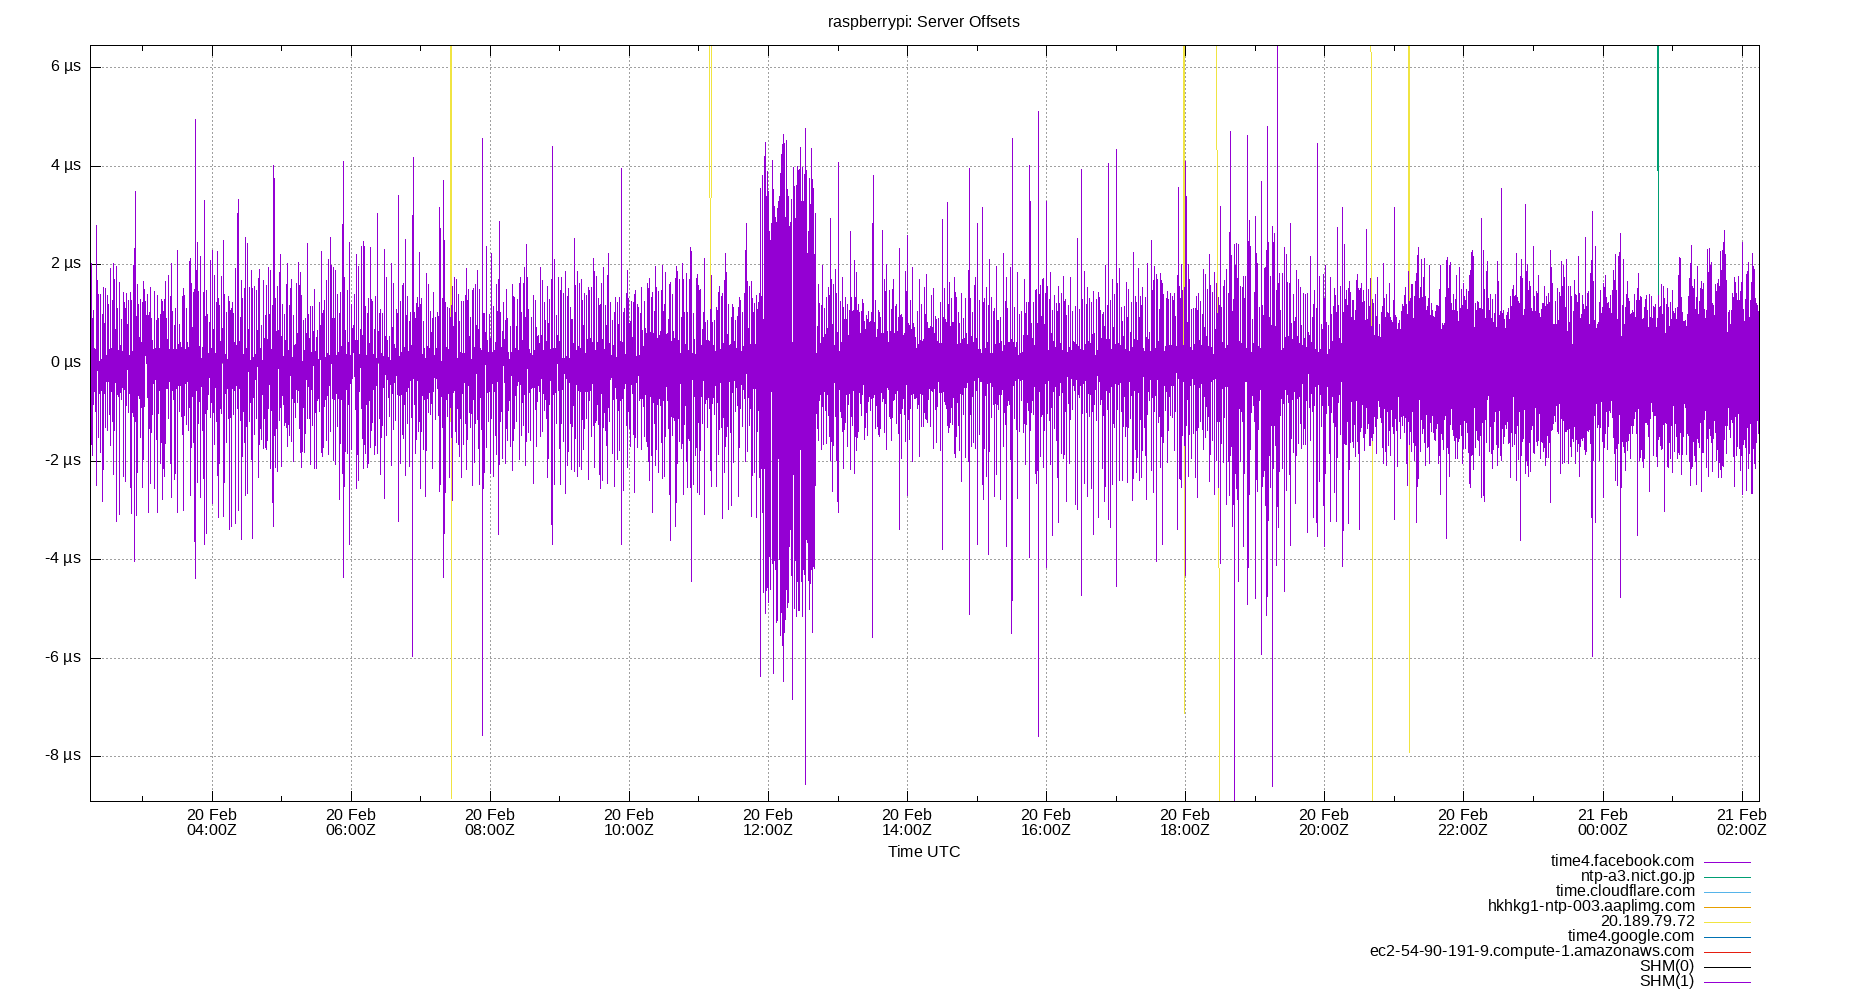 raspberrypi: Server Offsets
6 µs
4 µs
2 µs
0 µs
-2 µs
-4 µs
-6 µs
-8 µs
20 Feb 20 Feb 20 Feb 20 Feb 20 Feb 20 Feb 20 Feb 20 Feb 20 Feb 20 Feb 21 Feb 21 Feb
04:00Z 06:00Z 08:00Z 10:00Z 12:00Z 14:00Z 16:00Z 18:00Z 20:00Z 22:00Z 00:00Z 02:00Z
Time UTC
time4.facebook.com
ntp-a3.nict.go.jp
time.cloudflare.com
hkhkg1-ntp-003.aaplimg.com
20.189.79.72
time4.google.com
ec2-54-90-191-9.compute-1.amazonaws.com
SHM(0)
SHM(1)